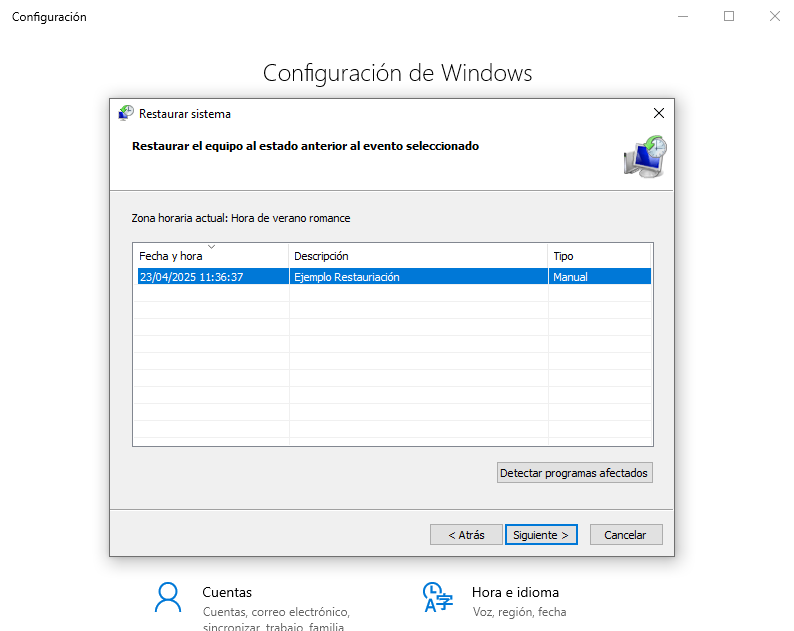 Configuración
Configuración de Windows
Restaurar sistema
Restaurar el equipo al estado anterior al evento seleccionado
Zona horaria actual: Hora de verano romance
Fecha y hora Descripción Tipo
23/04/2025 11:36:37 Ejemplo Restauriación Manual
Detectar programas afectados
< Atrás Siguiente > Cancelar
Cuentas Hora e idioma
Cuentas, correo electrónico, Voz, región, fecha
sincronizar, trabajo, familia